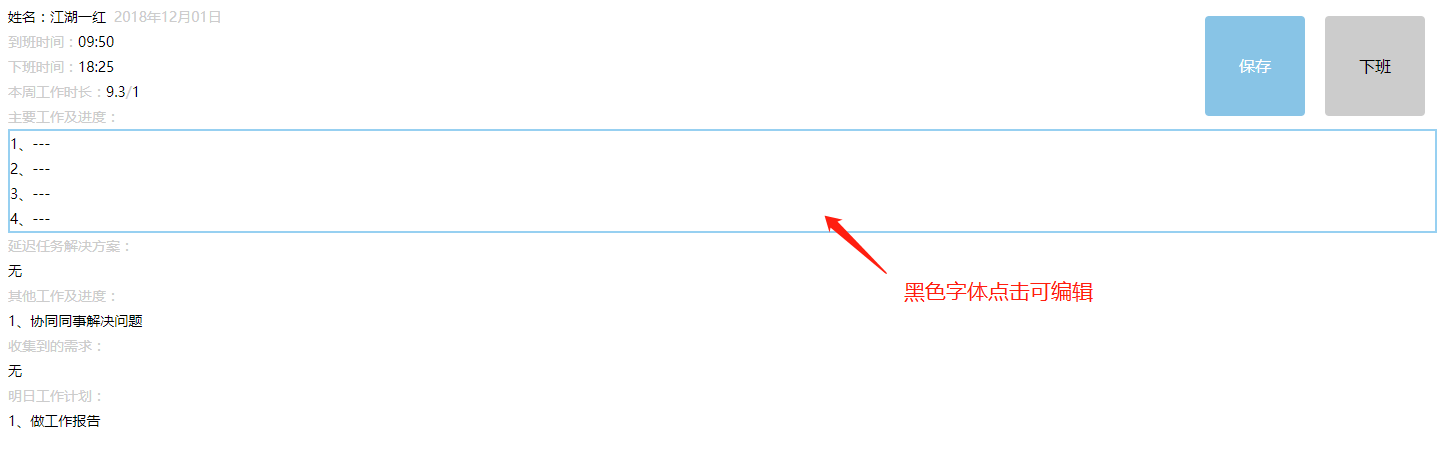 姓名：江湖一红 2018年12月01日
到班时间：09:50
下班时间：18:25
本周工作时长：9.3/1
主要工作及进度：
1、---
2、---
3、---
4、---
延迟任务解决方案：
无
其他工作及进度：
1、协同同事解决问题
收集到的需求：
无
明日工作计划：
1、做工作报告
保存
下班
黑色字体点击可编辑